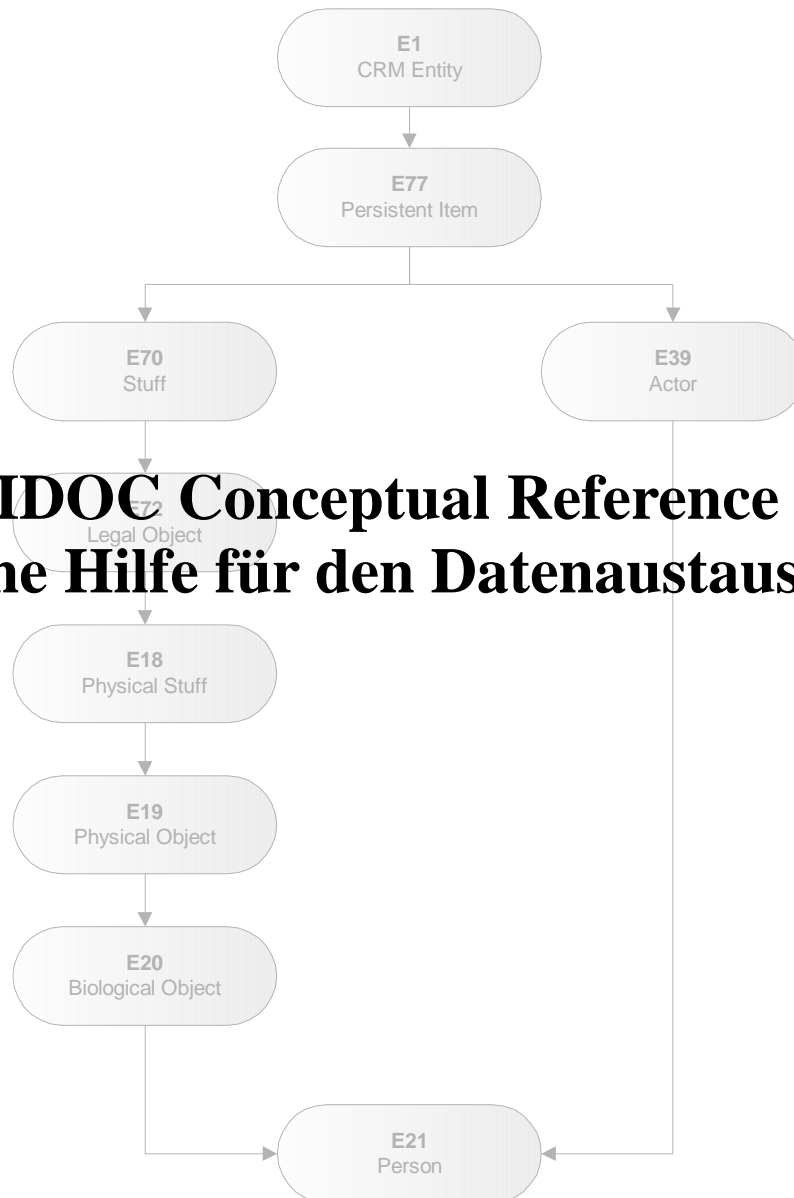 E1
CRM Entity
E77
Persistent Item
E70
Stuff
E39
Actor
E72
Legal Object
IDOC Conceptual Reference
ne Hilfe für den Datenaustaus
E18
Physical Stuff
E19
Physical Object
E20
Biological Object
E21
Person